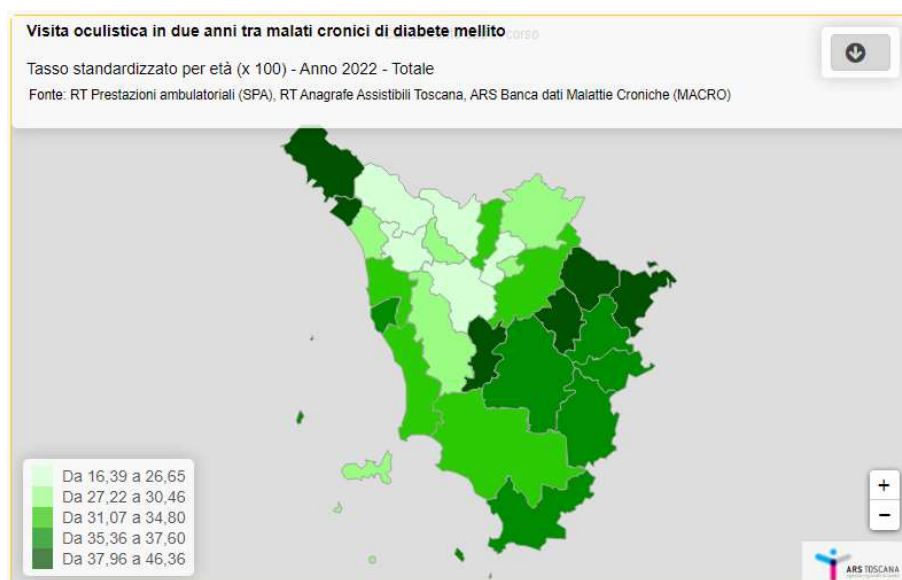 Visita oculistica in due anni tra malati cronici di diabete mellito
Tasso standardizzato per età (x 100) - Anno 2022 - Totale
Fonte: RT Prestazioni ambulatoriali (SPA), RT Anagrafe Assistibili Toscana, ARS Banca dati Malattie Croniche (MACRO)
Da 16,39 a 26,65
Da 27,22 a 30,46
Da 31,07 a 34,80
Da 35,36 a 37,60
Da 37,96 a 46,36
+
−
ARS TOSCANA